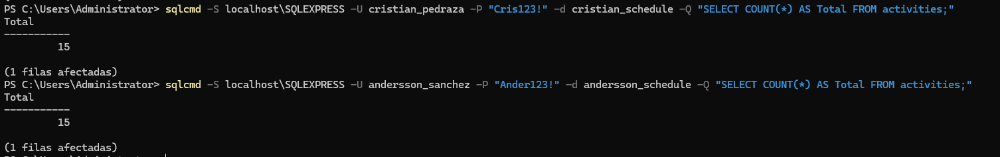 PS C:\Users\Administrator> sqlcmd -S localhost\SQLEXPRESS -U cristian_pedraza -P "Cris123!" -d cristian_schedule -Q "SELECT COUNT(*) AS Total FROM activities;"
Total
-----------
         15

(1 filas afectadas)
PS C:\Users\Administrator> sqlcmd -S localhost\SQLEXPRESS -U andersson_sanchez -P "Ander123!" -d andersson_schedule -Q "SELECT COUNT(*) AS Total FROM activities;"
Total
-----------
         15

(1 filas afectadas)